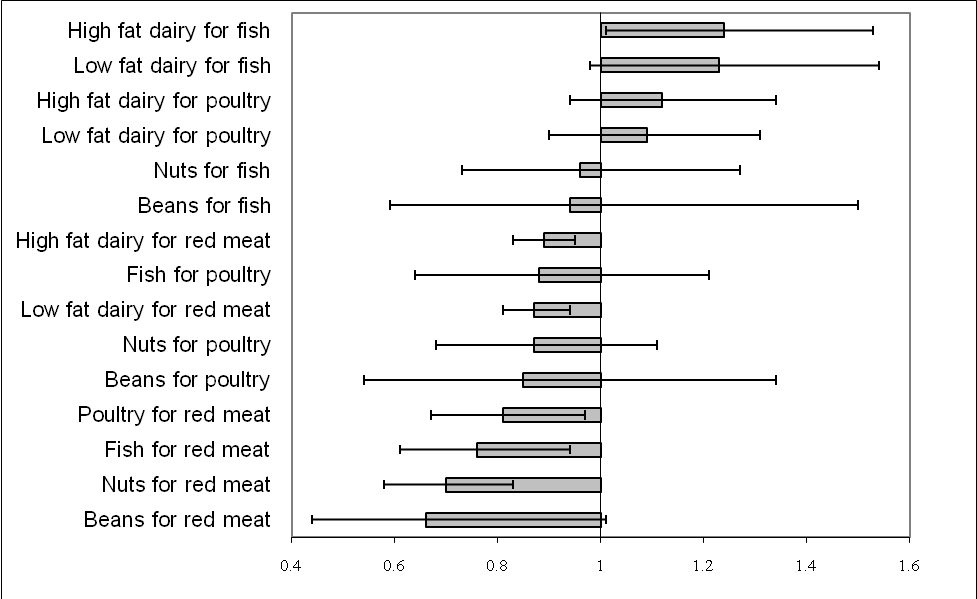 High fat dairy for fish
Low fat dairy for fish
High fat dairy for poultry
Low fat dairy for poultry
Nuts for fish
Beans for fish
High fat dairy for red meat
Fish for poultry
Low fat dairy for red meat
Nuts for poultry
Beans for poultry
Poultry for red meat
Fish for red meat
Nuts for red meat
Beans for red meat
0.4 0.6 0.8 1 1.2 1.4 1.6